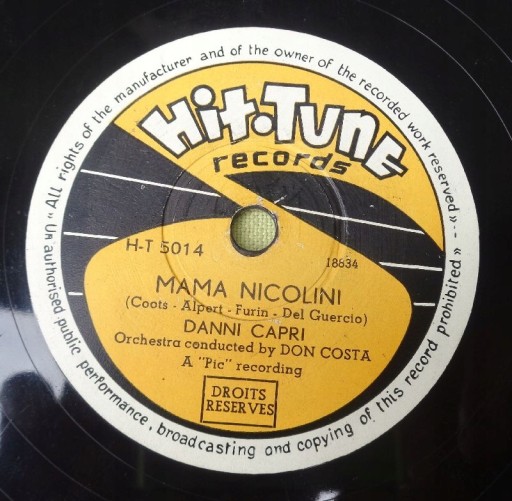 Hit-Tune
records
H-T 5014
18834
MAMA NICOLINI
(Coots - Alpert - Furin - Del Guercio)
DANNI CAPRI
Orchestra conducted by DON COSTA
A "Pic" recording
DROITS
RESERVES
« All rights of the manufacturer and of the owner of the recorded work reserved » -
Unauthorised public performance, broadcasting and copying of this record prohibited »